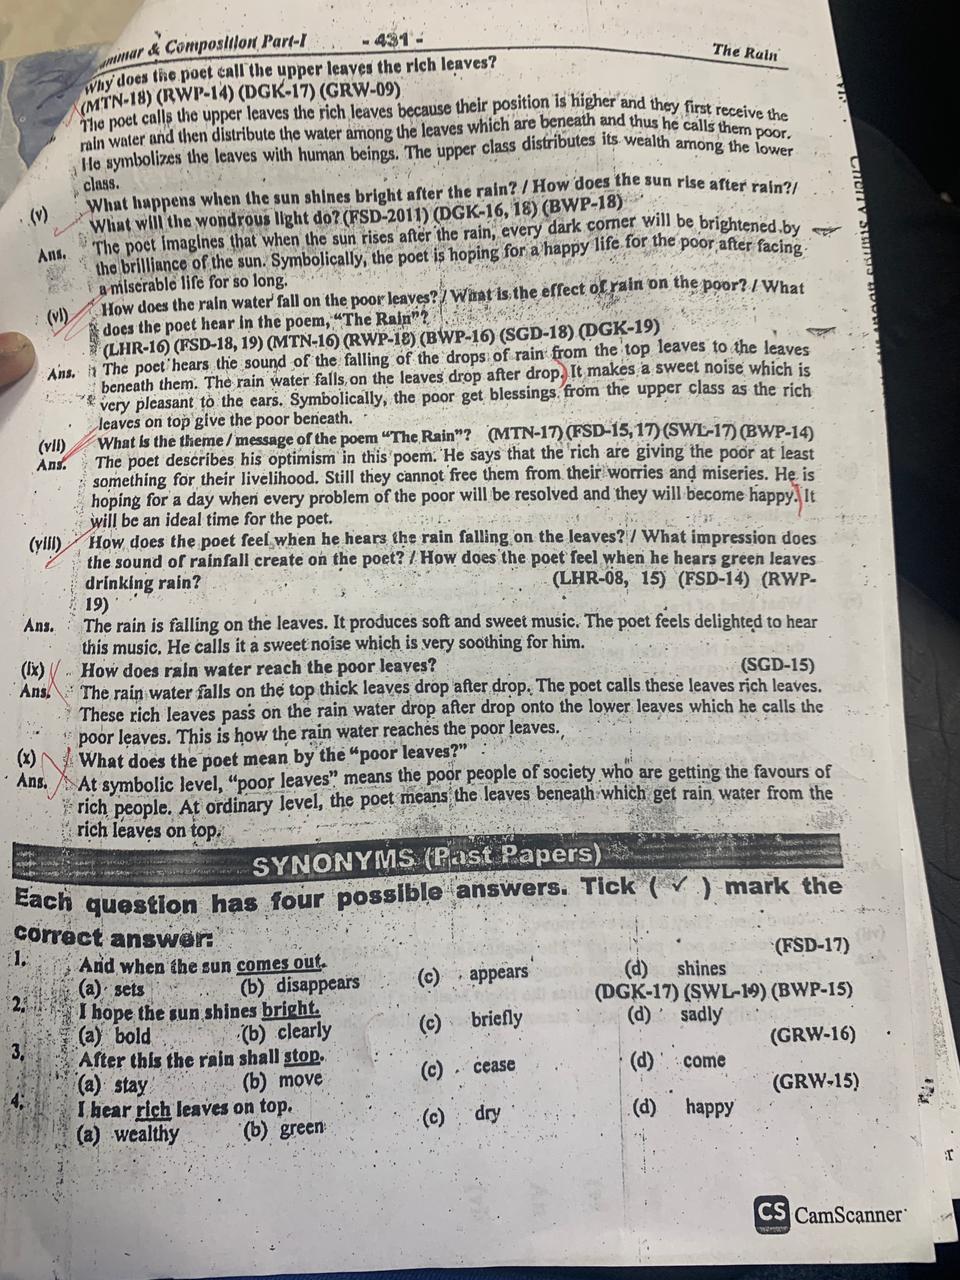 ammar & Composition Part-I - 431 - The Rain
Why does the poet call the upper leaves the rich leaves?
(MTN-18) (RWP-14) (DGK-17) (GRW-09)
The poet calls the upper leaves the rich leaves because their position is higher and they first receive the
rain water and then distribute the water among the leaves which are beneath and thus he calls them poor.
He symbolizes the leaves with human beings. The upper class distributes its wealth among the lower
class.
(v) What happens when the sun shines bright after the rain? / How does the sun rise after rain?/
What will the wondrous light do? (FSD-2011) (DGK-16, 18) (BWP-18)
Ans. The poet imagines that when the sun rises after the rain, every dark corner will be brightened by
the brilliance of the sun. Symbolically, the poet is hoping for a happy life for the poor after facing
a miserable life for so long.
(vi) How does the rain water fall on the poor leaves? / What is the effect of rain on the poor? / What
does the poet hear in the poem, "The Rain"?
(LHR-16) (FSD-18, 19) (MTN-16) (RWP-18) (BWP-16) (SGD-18) (DGK-19)
Ans. The poet hears the sound of the falling of the drops of rain from the top leaves to the leaves
beneath them. The rain water falls on the leaves drop after drop. It makes a sweet noise which is
very pleasant to the ears. Symbolically, the poor get blessings from the upper class as the rich
leaves on top give the poor beneath.
(vii) What is the theme / message of the poem "The Rain"? (MTN-17) (FSD-15, 17) (SWL-17) (BWP-14)
Ans. The poet describes his optimism in this poem. He says that the rich are giving the poor at least
something for their livelihood. Still they cannot free them from their worries and miseries. He is
hoping for a day when every problem of the poor will be resolved and they will become happy. It
will be an ideal time for the poet.
(viii) How does the poet feel when he hears the rain falling on the leaves? / What impression does
the sound of rainfall create on the poet? / How does the poet feel when he hears green leaves
drinking rain? (LHR-08, 15) (FSD-14) (RWP-
19)
Ans. The rain is falling on the leaves. It produces soft and sweet music. The poet feels delighted to hear
this music. He calls it a sweet noise which is very soothing for him.
(ix) How does rain water reach the poor leaves? (SGD-15)
Ans. The rain water falls on the top thick leaves drop after drop. The poet calls these leaves rich leaves.
These rich leaves pass on the rain water drop after drop onto the lower leaves which he calls the
poor leaves. This is how the rain water reaches the poor leaves.
(x) What does the poet mean by the "poor leaves?"
Ans. At symbolic level, "poor leaves" means the poor people of society who are getting the favours of
rich people. At ordinary level, the poet means the leaves beneath which get rain water from the
rich leaves on top.
SYNONYMS (Past Papers)
Each question has four possible answers. Tick ( ✓ ) mark the
correct answer:
1. And when the sun comes out. (FSD-17)
(a) sets (b) disappears (c) appears (d) shines
2. I hope the sun shines bright. (DGK-17) (SWL-19) (BWP-15)
(a) bold (b) clearly (c) briefly (d) sadly
3. After this the rain shall stop. (GRW-16)
(a) stay (b) move (c) cease (d) come
4. I hear rich leaves on top. (GRW-15)
(a) wealthy (b) green (c) dry (d) happy
CS CamScanner